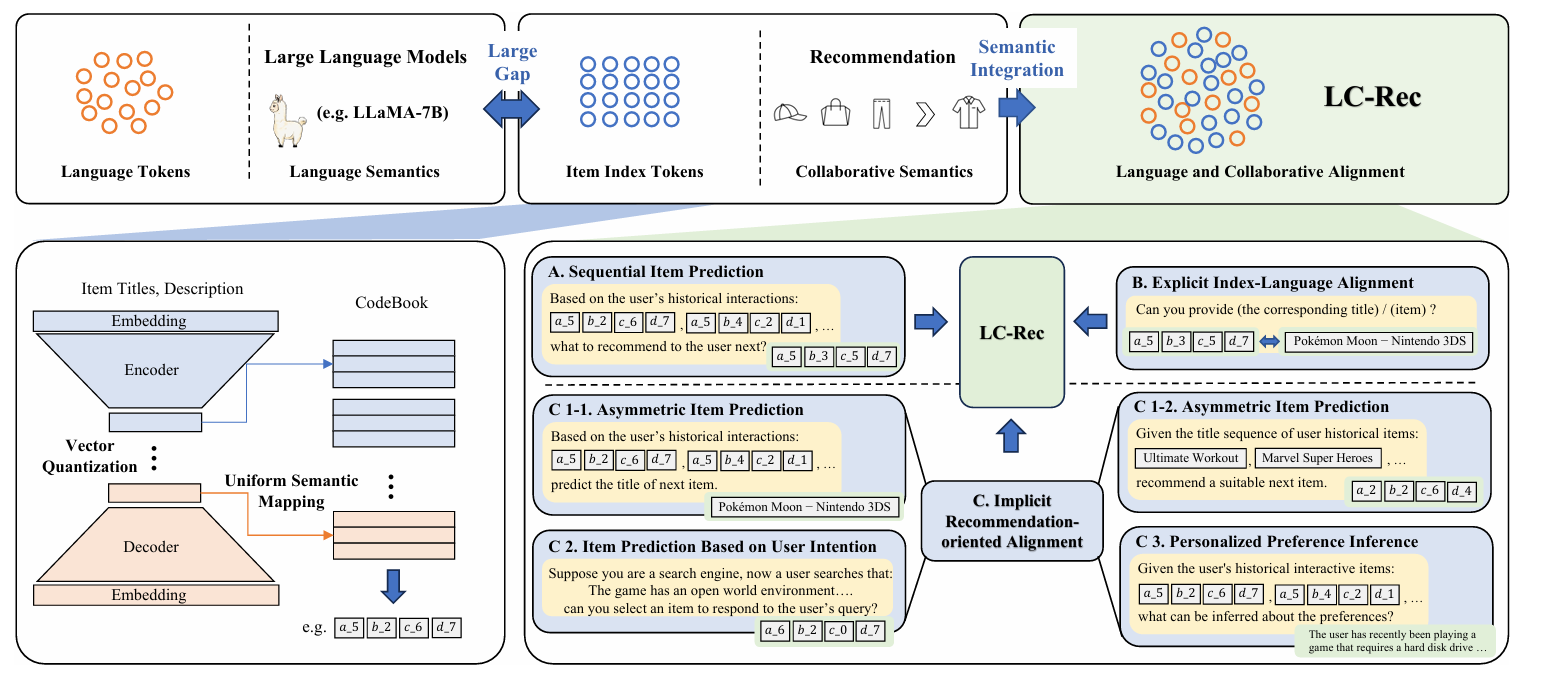 Large Language Models
(e.g. LLaMA-7B)
Language Tokens
Language Semantics
Large
Gap
Item Index Tokens
Recommendation
Collaborative Semantics
Semantic
Integration
LC-Rec
Language and Collaborative Alignment
Item Titles, Description
CodeBook
Embedding
Encoder
Vector
Quantization
Uniform Semantic
Mapping
Decoder
Embedding
e.g. a_5 b_2 c_6 d_7
A. Sequential Item Prediction
Based on the user's historical interactions:
a_5 b_2 c_6 d_7 , a_5 b_4 c_2 d_1 , …
what to recommend to the user next?
a_5 b_3 c_5 d_7
LC-Rec
B. Explicit Index-Language Alignment
Can you provide (the corresponding title) / (item) ?
a_5 b_3 c_5 d_7 Pokémon Moon − Nintendo 3DS
C 1-1. Asymmetric Item Prediction
Based on the user's historical interactions:
a_5 b_2 c_6 d_7 , a_5 b_4 c_2 d_1 , …
predict the title of next item.
Pokémon Moon − Nintendo 3DS
C 1-2. Asymmetric Item Prediction
Given the title sequence of user historical items:
Ultimate Workout , Marvel Super Heroes , …
recommend a suitable next item.
a_2 b_2 c_6 d_4
C. Implicit
Recommendation-
oriented Alignment
C 2. Item Prediction Based on User Intention
Suppose you are a search engine, now a user searches that:
The game has an open world environment….
can you select an item to respond to the user's query?
a_6 b_2 c_0 d_7
C 3. Personalized Preference Inference
Given the user's historical interactive items:
a_5 b_2 c_6 d_7 , a_5 b_4 c_2 d_1 , …
what can be inferred about the preferences?
The user has recently been playing a
game that requires a hard disk drive …